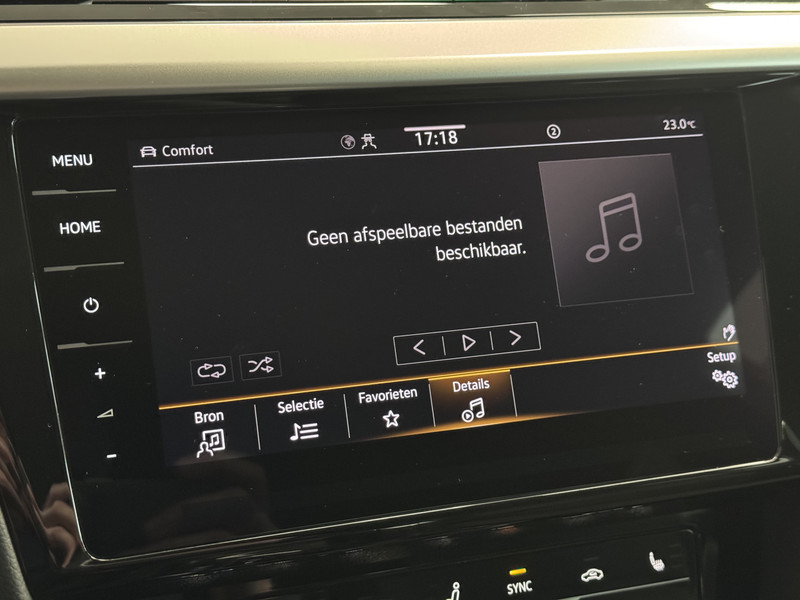 MENU
HOME
+
-
Comfort
17:18
2
23.0°C
Geen afspeelbare bestanden
beschikbaar.
Bron
Selectie
Favorieten
Details
Setup
SYNC